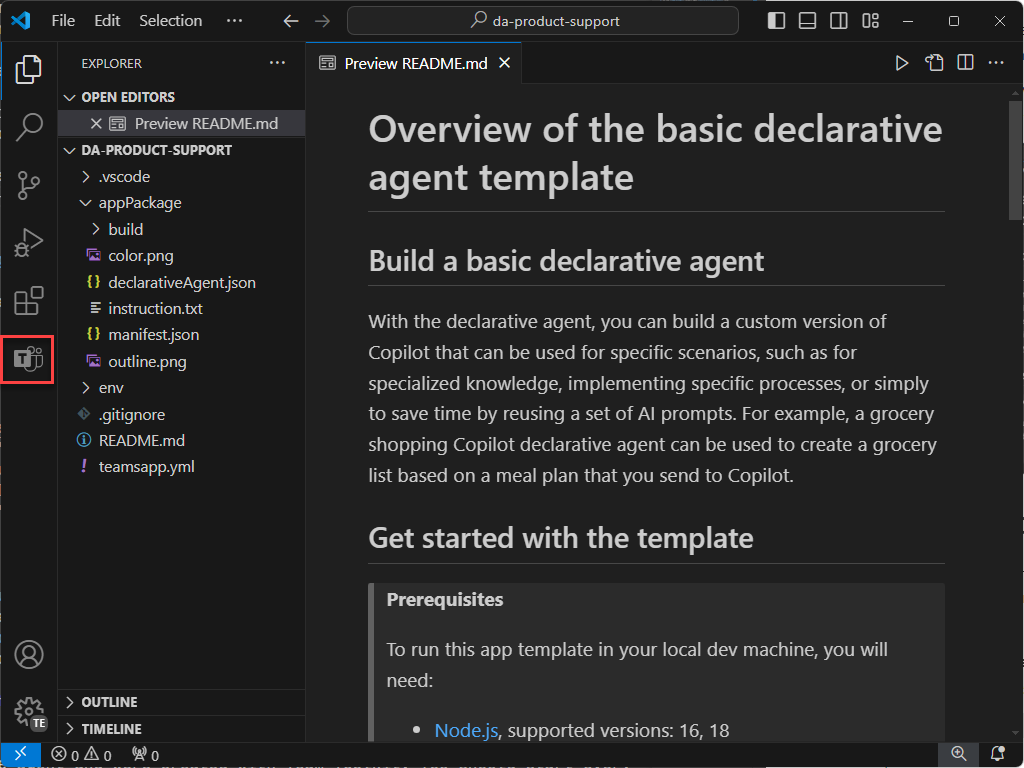 File Edit Selection ··· da-product-support
EXPLORER ···
OPEN EDITORS
Preview README.md
DA-PRODUCT-SUPPORT
.vscode
appPackage
build
color.png
{} declarativeAgent.json
instruction.txt
{} manifest.json
outline.png
env
.gitignore
README.md
! teamsapp.yml
OUTLINE
TIMELINE
Preview README.md
Overview of the basic declarative
agent template
Build a basic declarative agent
With the declarative agent, you can build a custom version of
Copilot that can be used for specific scenarios, such as for
specialized knowledge, implementing specific processes, or simply
to save time by reusing a set of AI prompts. For example, a grocery
shopping Copilot declarative agent can be used to create a grocery
list based on a meal plan that you send to Copilot.
Get started with the template
Prerequisites
To run this app template in your local dev machine, you will
need:
• Node.js, supported versions: 16, 18
T
TE
0 0 0